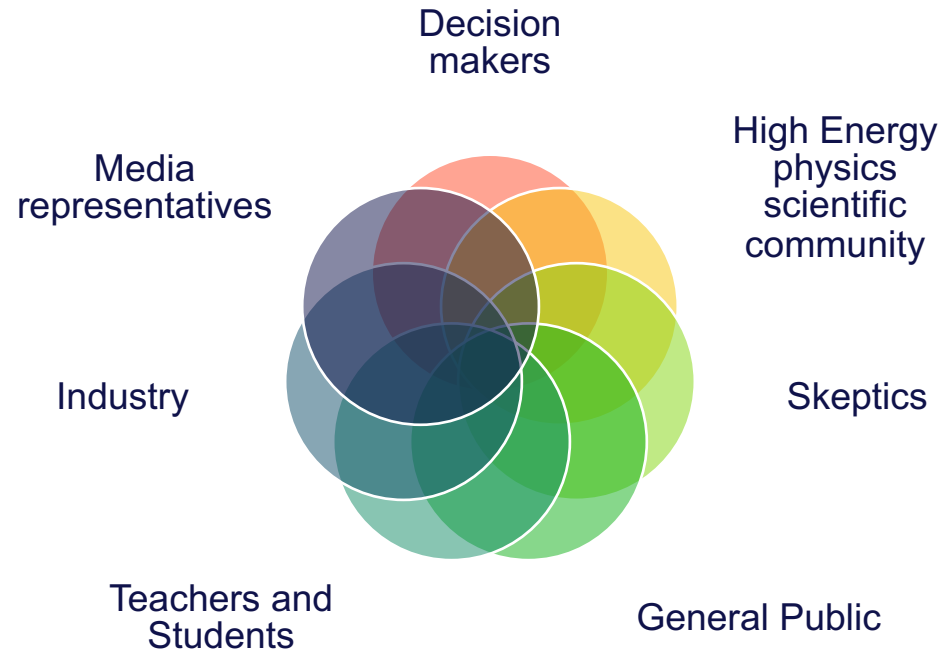 Decision
makers
High Energy
physics
scientific
community
Media
representatives
Industry
Skeptics
Teachers and
Students
General Public